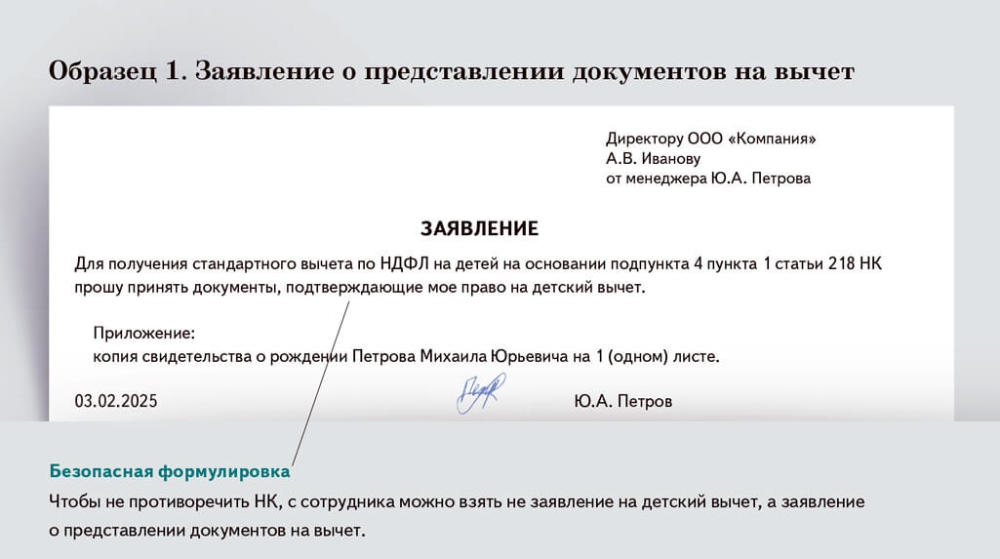 Образец 1. Заявление о представлении документов на вычет
Директору ООО «Компания»
А.В. Иванову
от менеджера Ю.А. Петрова
ЗАЯВЛЕНИЕ
Для получения стандартного вычета по НДФЛ на детей на основании подпункта 4 пункта 1 статьи 218 НК
прошу принять документы, подтверждающие мое право на детский вычет.
Приложение:
копия свидетельства о рождении Петрова Михаила Юрьевича на 1 (одном) листе.
03.02.2025 Ю.А. Петров
Безопасная формулировка
Чтобы не противоречить НК, с сотрудника можно взять не заявление на детский вычет, а заявление
о представлении документов на вычет.